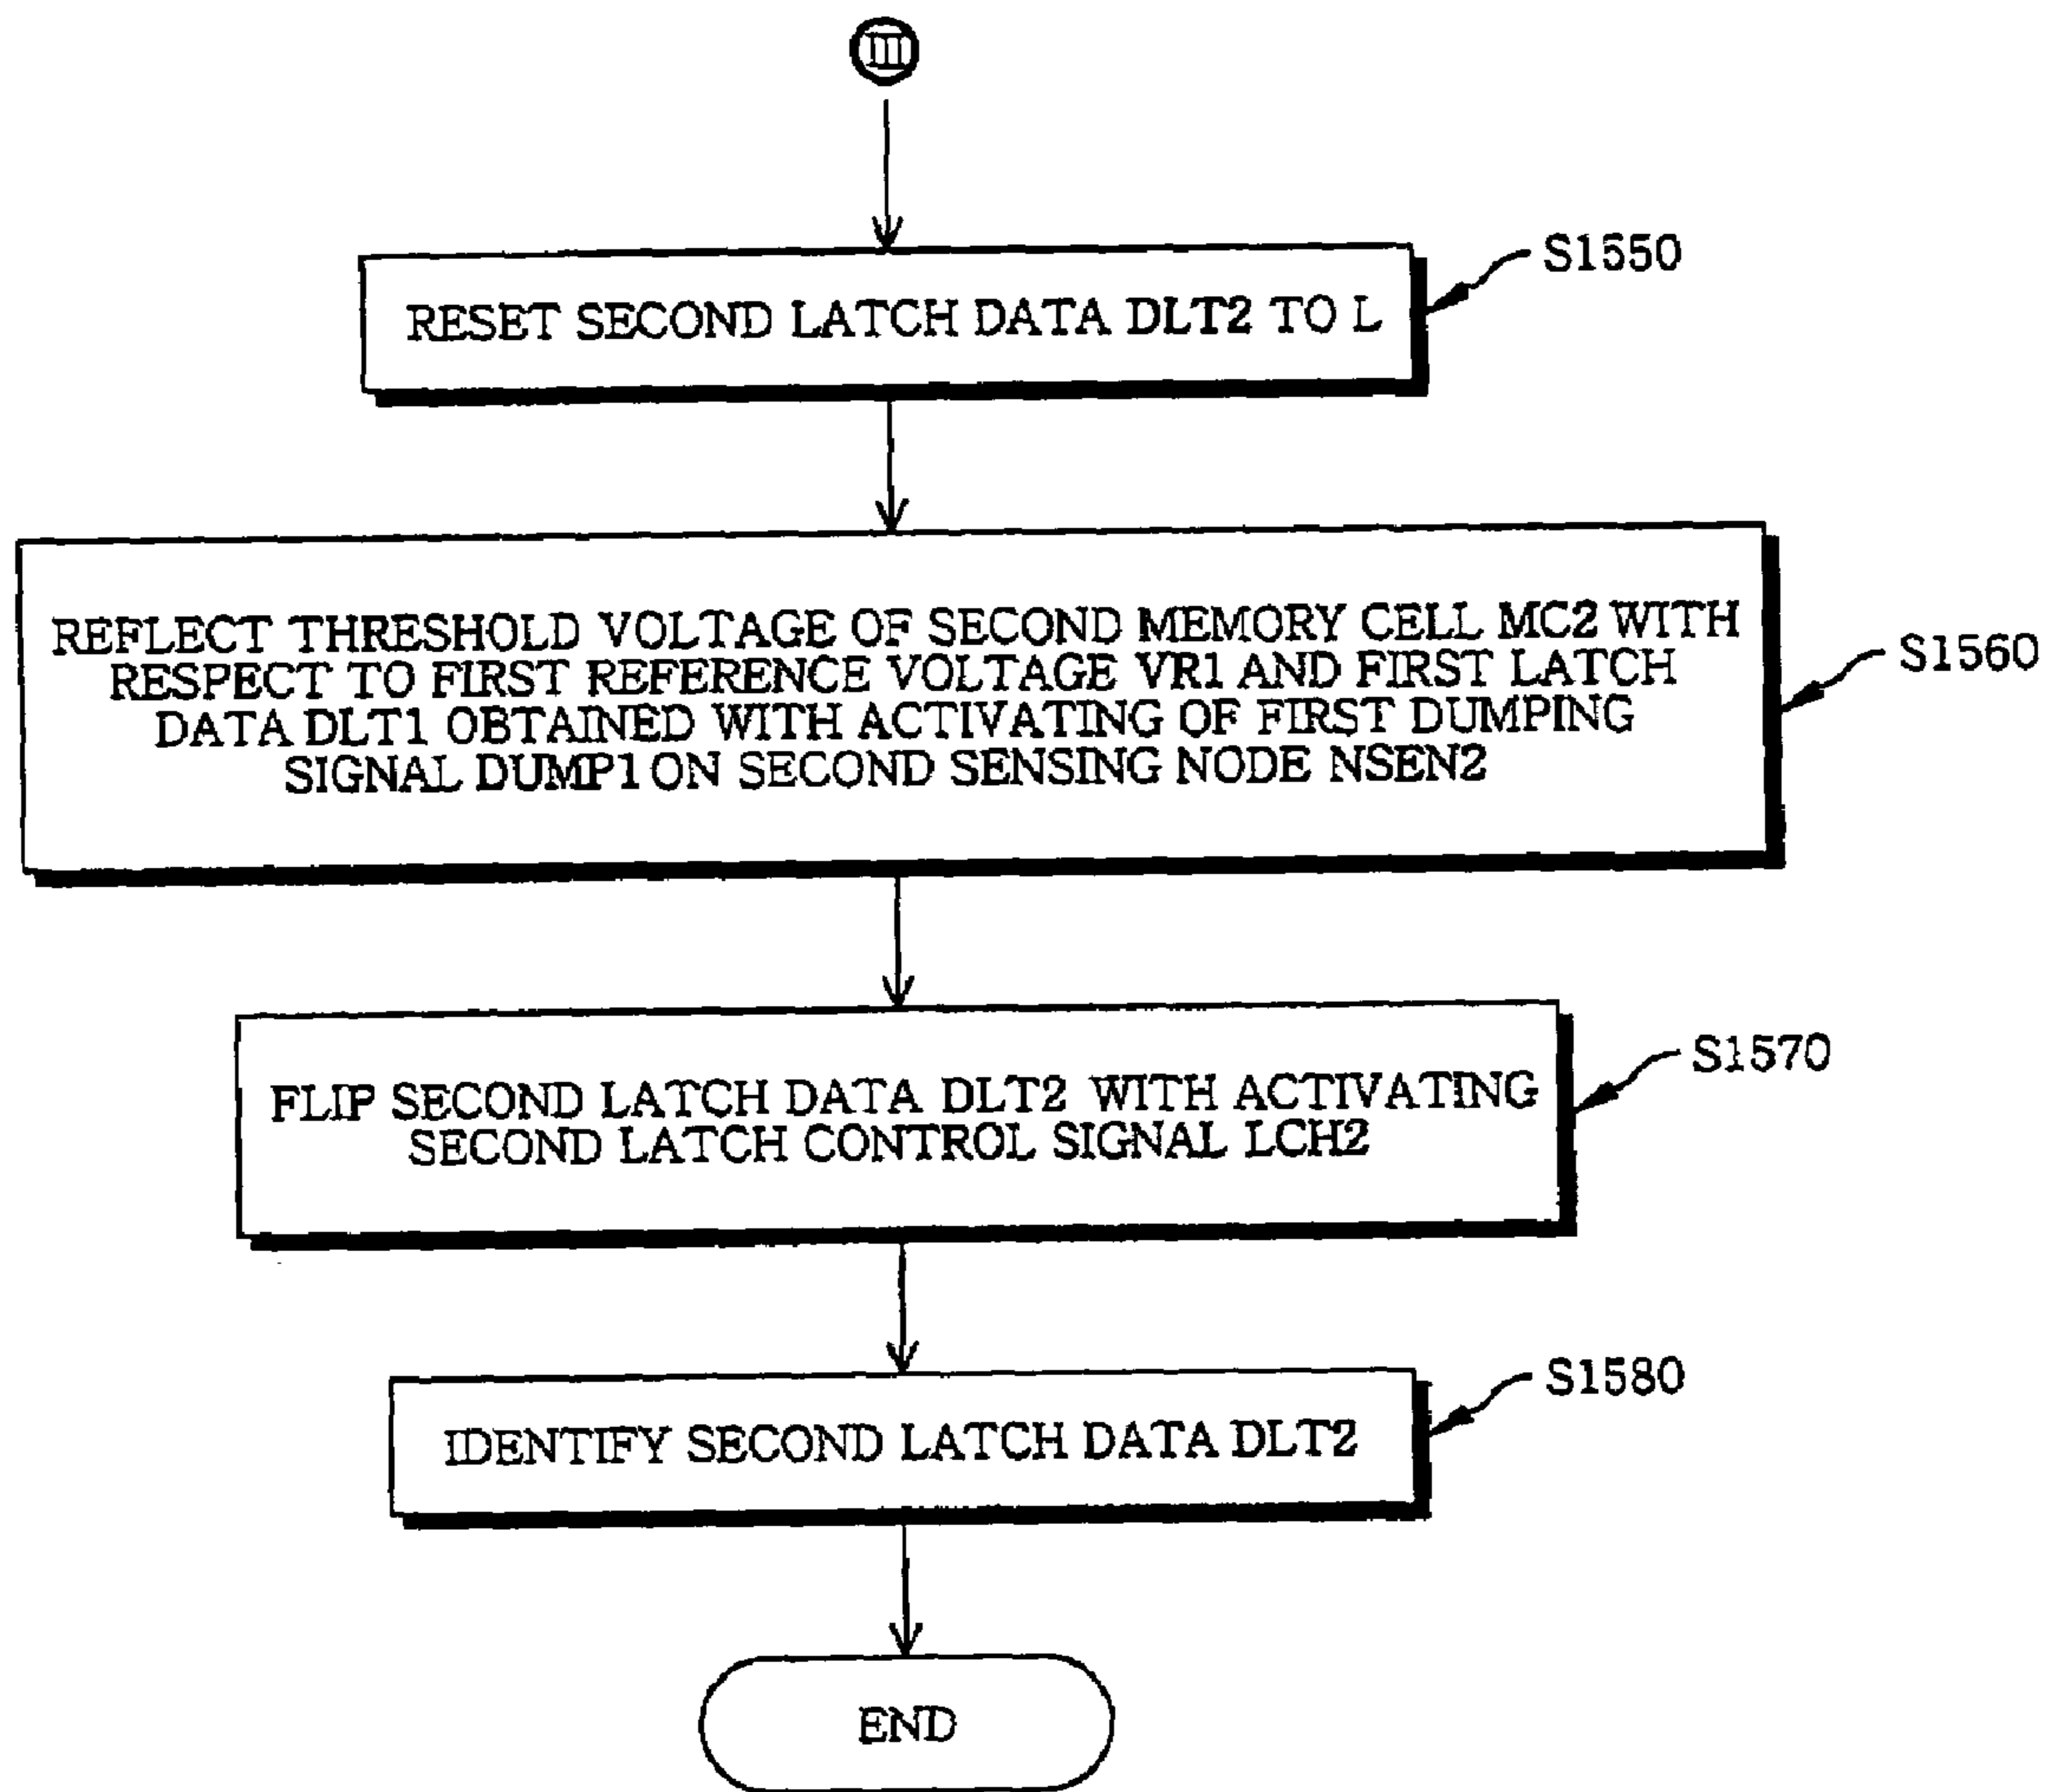 III
RESET SECOND LATCH DATA DLT2 TO L
S1550
REFLECT THRESHOLD VOLTAGE OF SECOND MEMORY CELL MC2 WITH
RESPECT TO FIRST REFERENCE VOLTAGE VR1 AND FIRST LATCH
DATA DLT1 OBTAINED WITH ACTIVATING OF FIRST DUMPING
SIGNAL DUMP1 ON SECOND SENSING NODE NSEN2
S1560
FLIP SECOND LATCH DATA DLT2 WITH ACTIVATING
SECOND LATCH CONTROL SIGNAL LCH2
S1570
IDENTIFY SECOND LATCH DATA DLT2
S1580
END